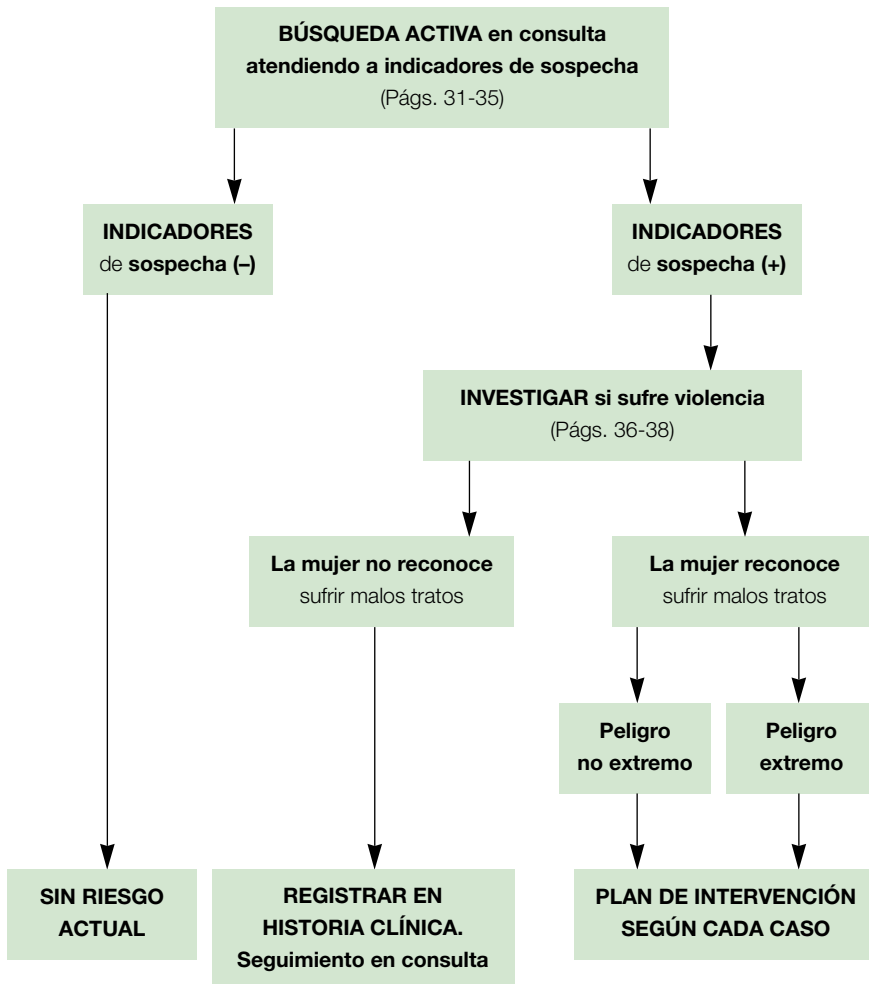 BÚSQUEDA ACTIVA en consulta
atendiendo a indicadores de sospecha
(Págs. 31-35)
INDICADORES
de sospecha (–)
INDICADORES
de sospecha (+)
INVESTIGAR si sufre violencia
(Págs. 36-38)
La mujer no reconoce
sufrir malos tratos
La mujer reconoce
sufrir malos tratos
Peligro
no extremo
Peligro
extremo
SIN RIESGO
ACTUAL
REGISTRAR EN
HISTORIA CLÍNICA.
Seguimiento en consulta
PLAN DE INTERVENCIÓN
SEGÚN CADA CASO